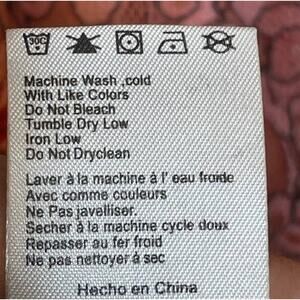 30C
Machine Wash ,cold
With Like Colors
Do Not Bleach
Tumble Dry Low
Iron Low
Do Not Dryclean
Laver à la machine à l' eau froide
Avec comme couleurs
Ne Pas javelliser.
Secher à la machine cycle doux
Repasser au fer froid
Ne pas nettoyer à sec
Hecho en China